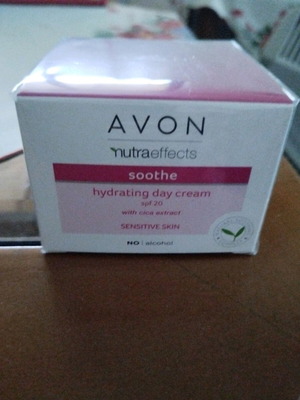 AVON
nutraeffects
soothe
hydrating day cream
spf 20
with cica extract
SENSITIVE SKIN
NO | alcohol